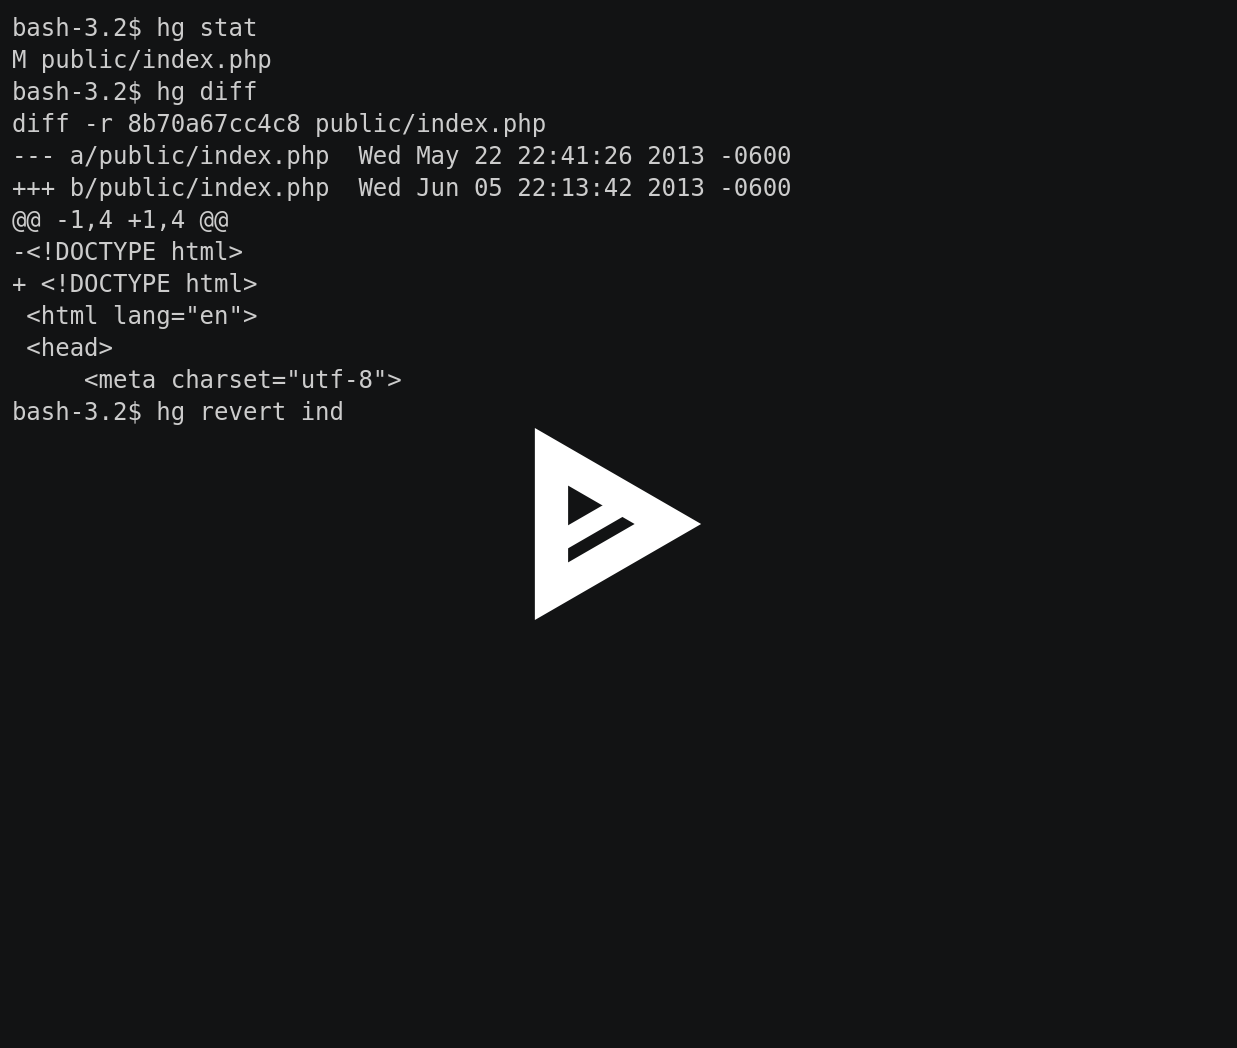 bash-3.2$ hg stat
M public/index.php
bash-3.2$ hg diff
diff -r 8b70a67cc4c8 public/index.php
--- a/public/index.php  Wed May 22 22:41:26 2013 -0600
+++ b/public/index.php  Wed Jun 05 22:13:42 2013 -0600
@@ -1,4 +1,4 @@
-<!DOCTYPE html>
+ <!DOCTYPE html>
 <html lang="en">
 <head>
     <meta charset="utf-8">
bash-3.2$ hg revert ind